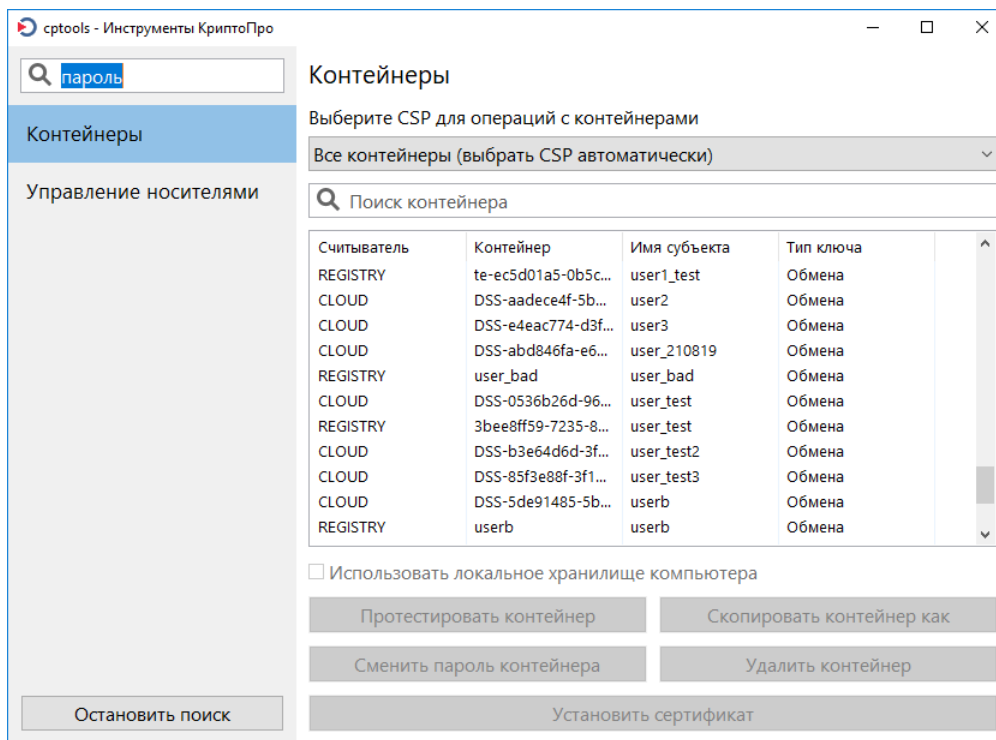 cptools - Инструменты КриптоПро
пароль
Контейнеры
Управление носителями
Остановить поиск
Контейнеры
Выберите CSP для операций с контейнерами
Все контейнеры (выбрать CSP автоматически)
Поиск контейнера
Считыватель Контейнер Имя субъекта Тип ключа
REGISTRY te-ec5d01a5-0b5c... user1_test Обмена
CLOUD DSS-aadece4f-5b... user2 Обмена
CLOUD DSS-e4eac774-d3f... user3 Обмена
CLOUD DSS-abd846fa-e6... user_210819 Обмена
REGISTRY user_bad user_bad Обмена
CLOUD DSS-0536b26d-96... user_test Обмена
REGISTRY 3bee8ff59-7235-8... user_test Обмена
CLOUD DSS-b3e64d6d-3f... user_test2 Обмена
CLOUD DSS-85f3e88f-3f1... user_test3 Обмена
CLOUD DSS-5de91485-5b... userb Обмена
REGISTRY userb userb Обмена
Использовать локальное хранилище компьютера
Протестировать контейнер Скопировать контейнер как
Сменить пароль контейнера Удалить контейнер
Установить сертификат